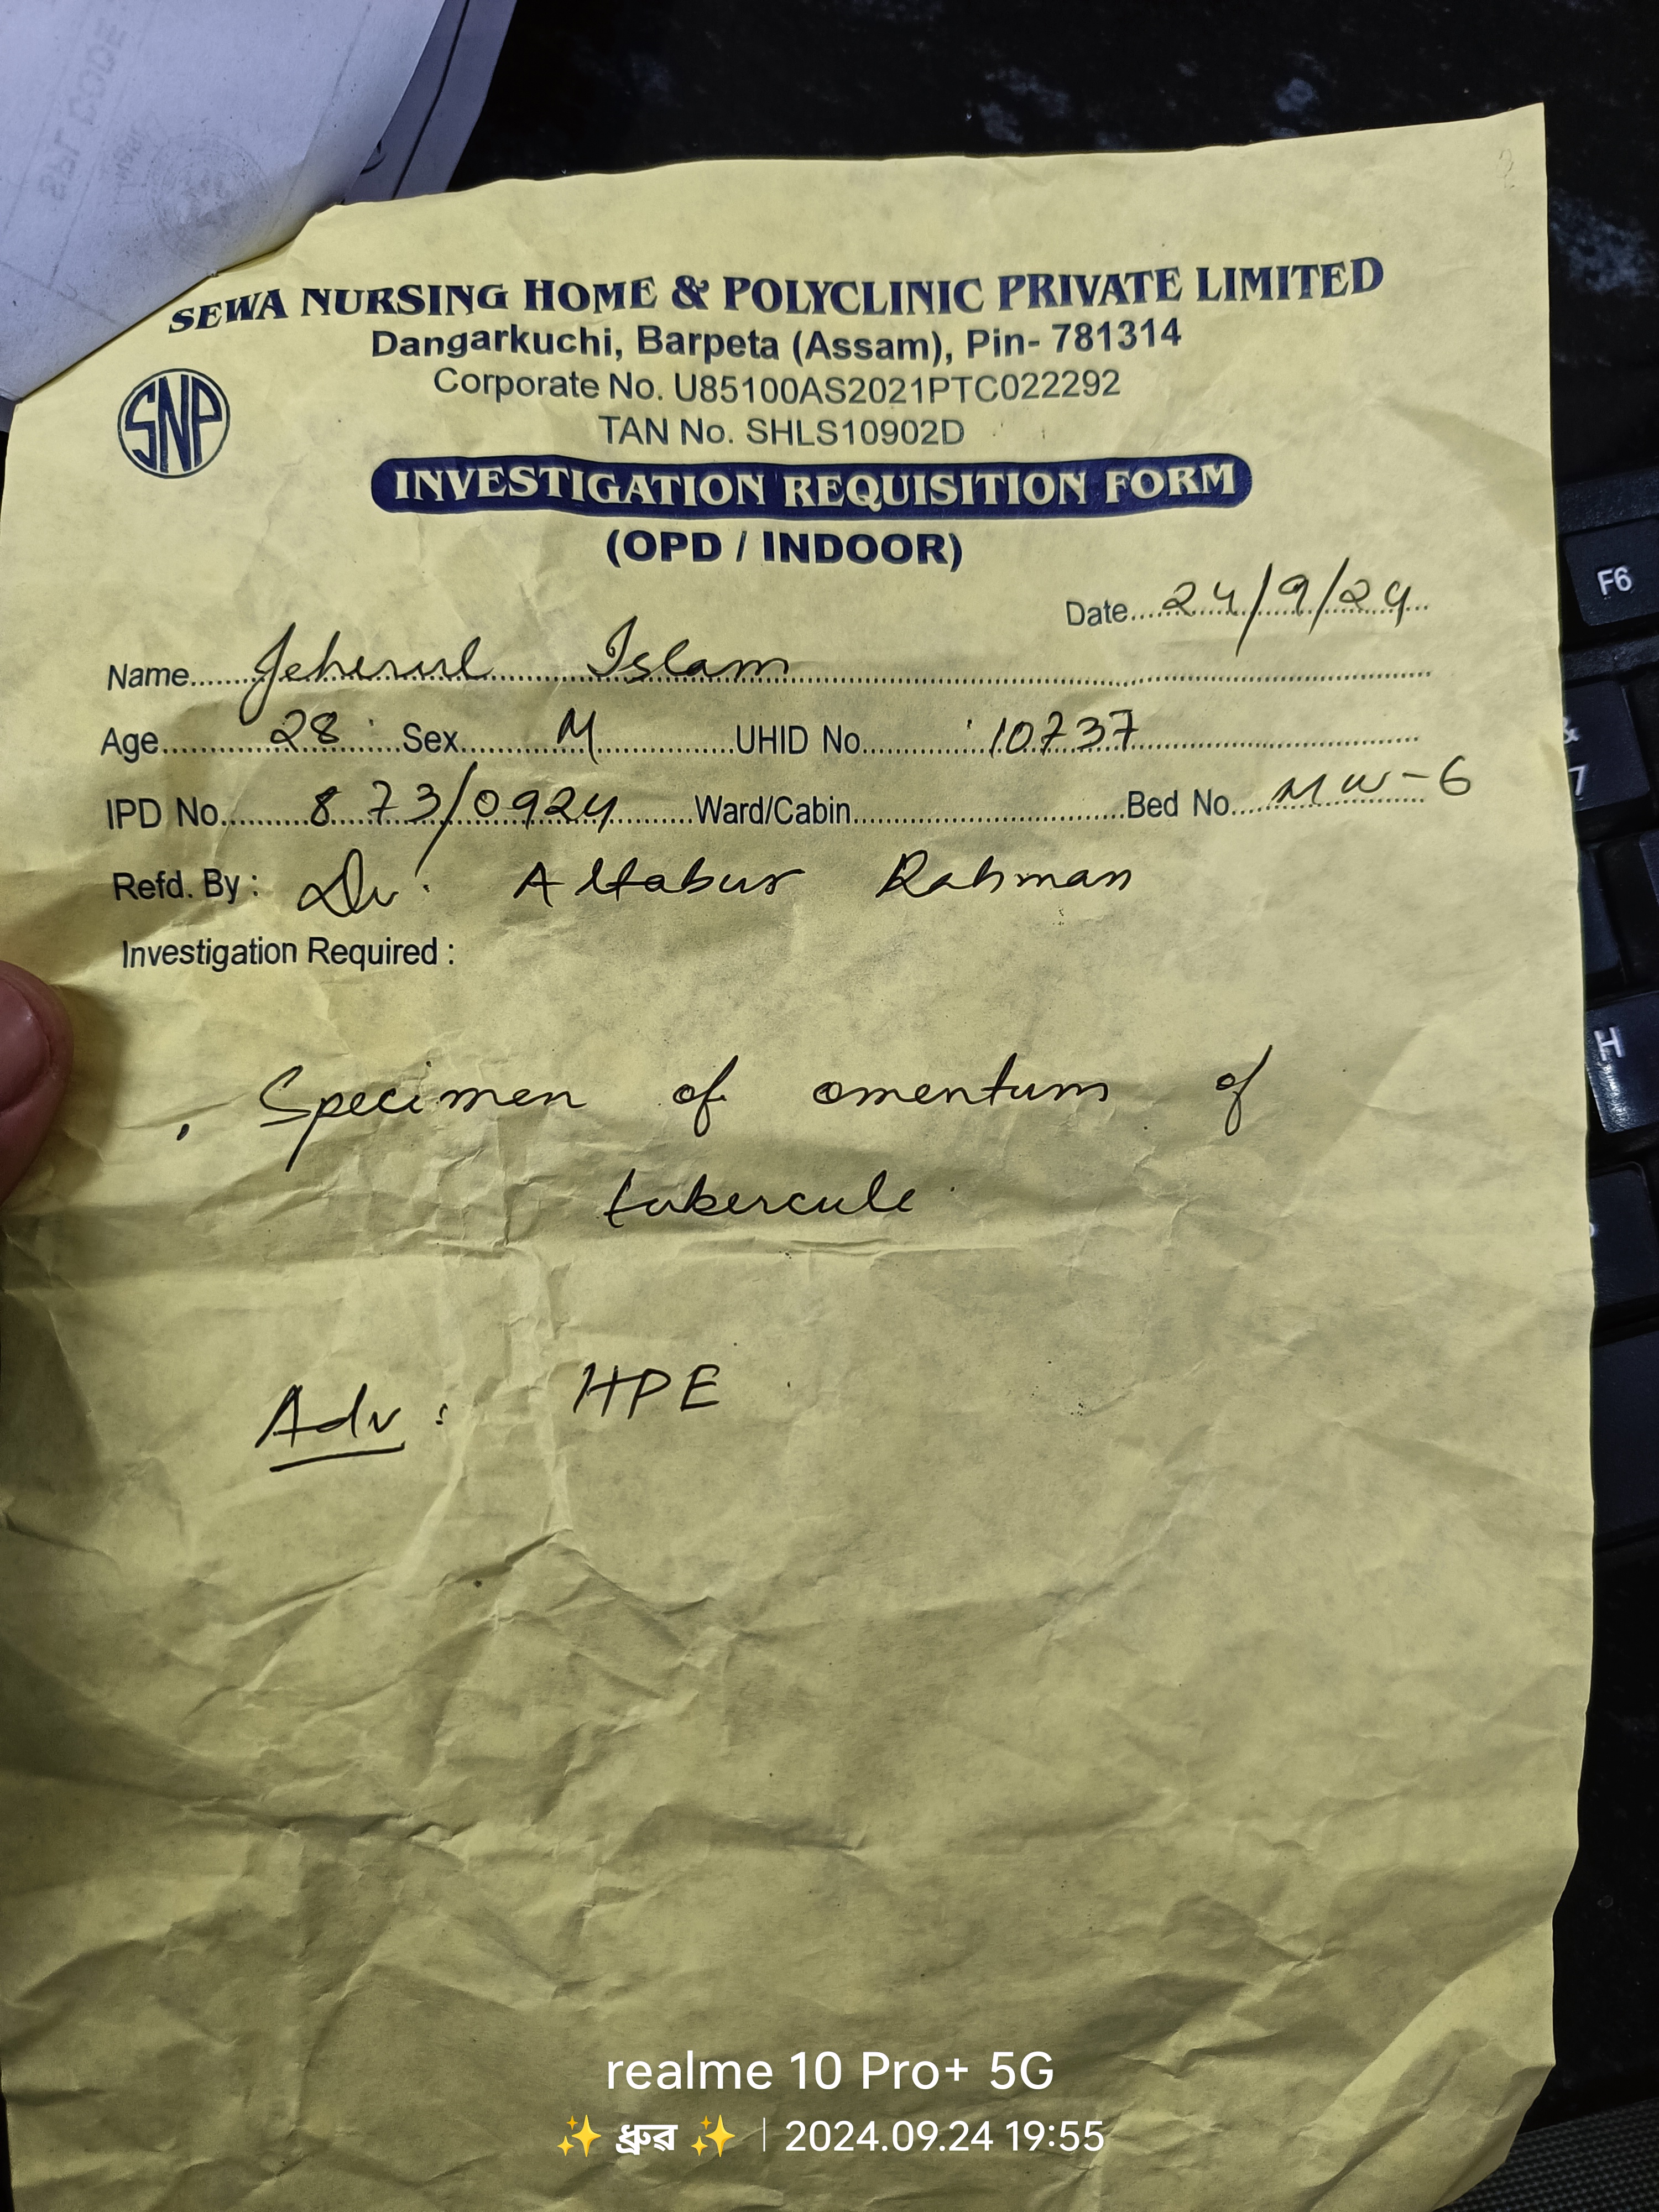 SEWA NURSING HOME & POLYCLINIC PRIVATE LIMITED
Dangarkuchi, Barpeta (Assam), Pin- 781314
Corporate No. U85100AS2021PTC022292
TAN No. SHLS10902D
SNP
INVESTIGATION REQUISITION FORM
(OPD / INDOOR)
Date 24/9/24
Name Jeherul Islam
Age 28 Sex M UHID No. 10737
IPD No. 873/0924 Ward/Cabin Bed No. MW-6
Refd. By : Dr. Altabur Rahman
Investigation Required :
Specimen of omentum of
tubercule
Adv : HPE
F6
H
7
realme 10 Pro+ 5G
✨ ধ্ৰুৱ ✨ | 2024.09.24 19:55